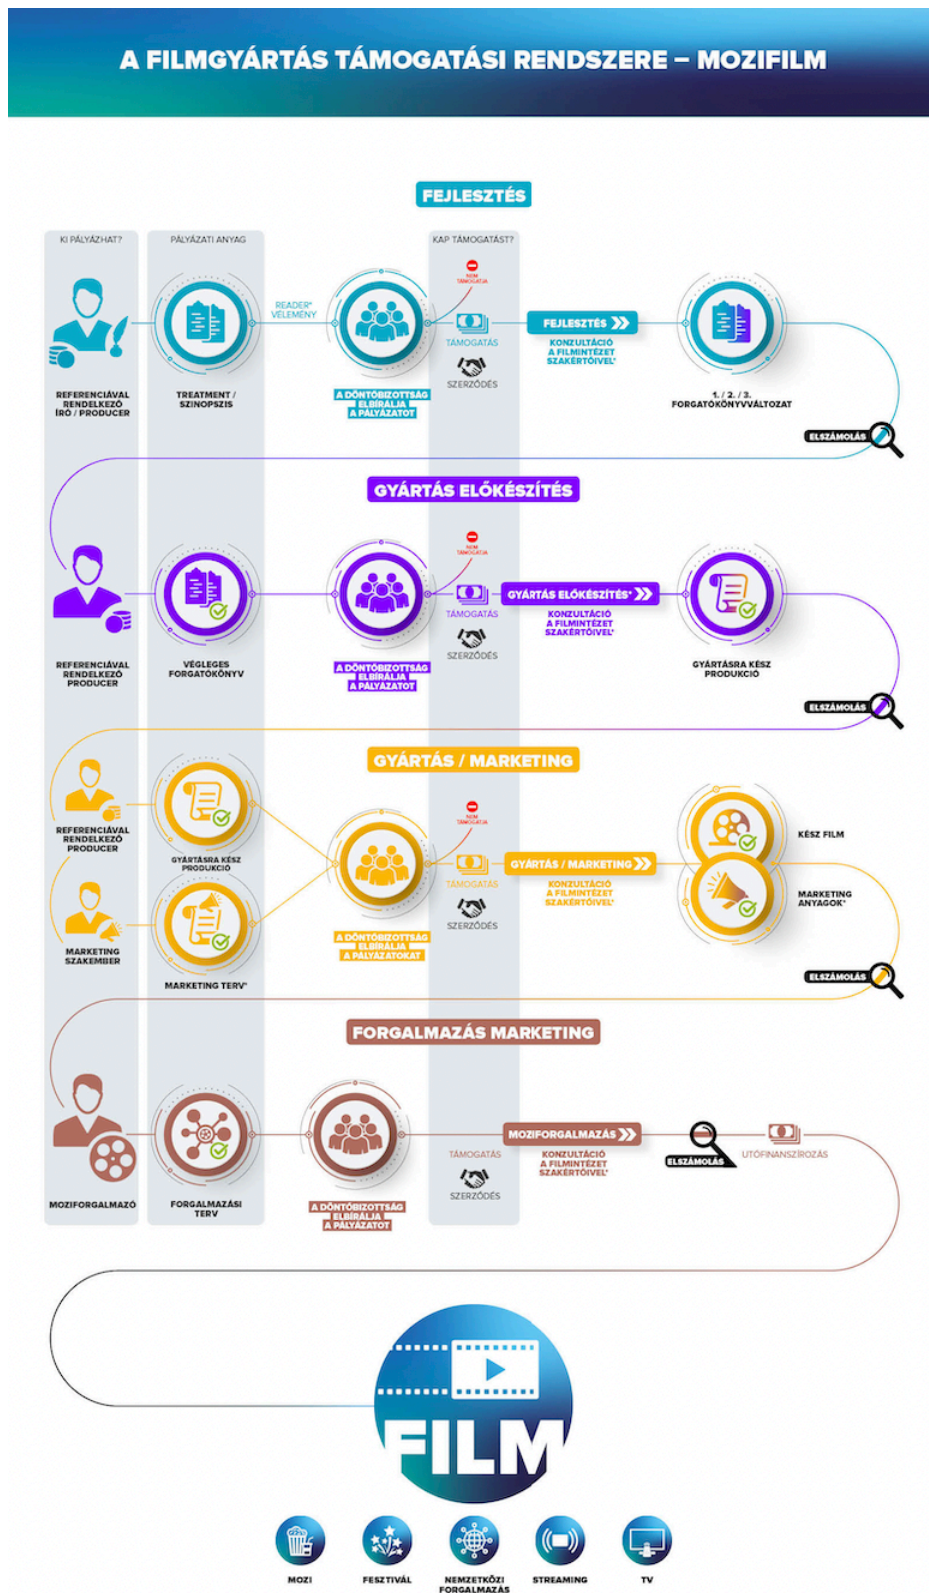 A FILMGYÁRTÁS TÁMOGATÁSI RENDSZERE – MOZIFILM
FEJLESZTÉS
KI PÁLYÁZHAT?
PÁLYÁZATI ANYAG
KAP TÁMOGATÁST?
NEM
TÁMOGATJA
READER*
VÉLEMÉNY
FEJLESZTÉS
TÁMOGATÁS
KONZULTÁCIÓ
A FILMINTÉZET
SZAKÉRTŐIVEL*
SZERZŐDÉS
REFERENCIÁVAL
RENDELKEZŐ
ÍRÓ / PRODUCER
TREATMENT /
SZINOPSZIS
A DÖNTŐBIZOTTSÁG
ELBÍRÁLJA
A PÁLYÁZATOT
1. / 2. / 3.
FORGATÓKÖNYVVÁLTOZAT
ELSZÁMOLÁS
GYÁRTÁS ELŐKÉSZÍTÉS
NEM
TÁMOGATJA
GYÁRTÁS ELŐKÉSZÍTÉS*
TÁMOGATÁS
KONZULTÁCIÓ
A FILMINTÉZET
SZAKÉRTŐIVEL*
SZERZŐDÉS
REFERENCIÁVAL
RENDELKEZŐ
PRODUCER
VÉGLEGES
FORGATÓKÖNYV
A DÖNTŐBIZOTTSÁG
ELBÍRÁLJA
A PÁLYÁZATOT
GYÁRTÁSRA KÉSZ
PRODUKCIÓ
ELSZÁMOLÁS
GYÁRTÁS / MARKETING
REFERENCIÁVAL
RENDELKEZŐ
PRODUCER
GYÁRTÁSRA KÉSZ
PRODUKCIÓ
NEM
TÁMOGATJA
KÉSZ FILM
GYÁRTÁS / MARKETING
TÁMOGATÁS
KONZULTÁCIÓ
A FILMINTÉZET
SZAKÉRTŐIVEL*
SZERZŐDÉS
MARKETING
ANYAGOK*
MARKETING
SZAKEMBER
MARKETING TERV*
A DÖNTŐBIZOTTSÁG
ELBÍRÁLJA
A PÁLYÁZATOKAT
ELSZÁMOLÁS
FORGALMAZÁS MARKETING
MOZIFORGALMAZÁS
TÁMOGATÁS
KONZULTÁCIÓ
A FILMINTÉZET
SZAKÉRTŐIVEL*
SZERZŐDÉS
ELSZÁMOLÁS
UTÓFINANSZÍROZÁS
MOZIFORGALMAZÓ
FORGALMAZÁSI
TERV
A DÖNTŐBIZOTTSÁG
ELBÍRÁLJA
A PÁLYÁZATOT
FILM
MOZI
FESZTIVÁL
NEMZETKÖZI
FORGALMAZÁS
STREAMING
TV